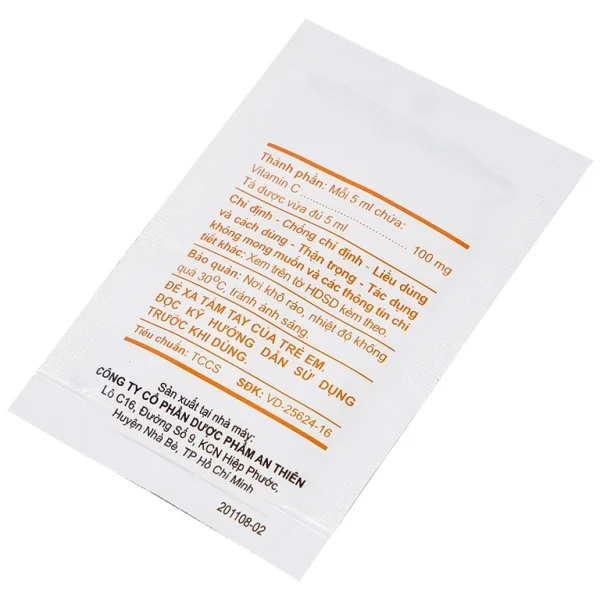 Thành phần: Mỗi 5 ml chứa:
Vitamin C .......................... 100 mg
Tá dược vừa đủ 5 ml
Chỉ định - Chống chỉ định - Liều dùng
và cách dùng - Thận trọng - Tác dụng
không mong muốn và các thông tin chi
tiết khác: Xem trên tờ HDSD kèm theo.
Bảo quản: Nơi khô ráo, nhiệt độ không
quá 30ºC, tránh ánh sáng.
ĐỂ XA TẦM TAY CỦA TRẺ EM.
ĐỌC KỸ HƯỚNG DẪN SỬ DỤNG
TRƯỚC KHI DÙNG.
Tiêu chuẩn: TCCS SĐK: VD-25624-16
Sản xuất tại nhà máy:
CÔNG TY CỔ PHẦN DƯỢC PHẨM AN THIÊN
Lô C16, Đường Số 9, KCN Hiệp Phước,
Huyện Nhà Bè, TP Hồ Chí Minh
201108-02